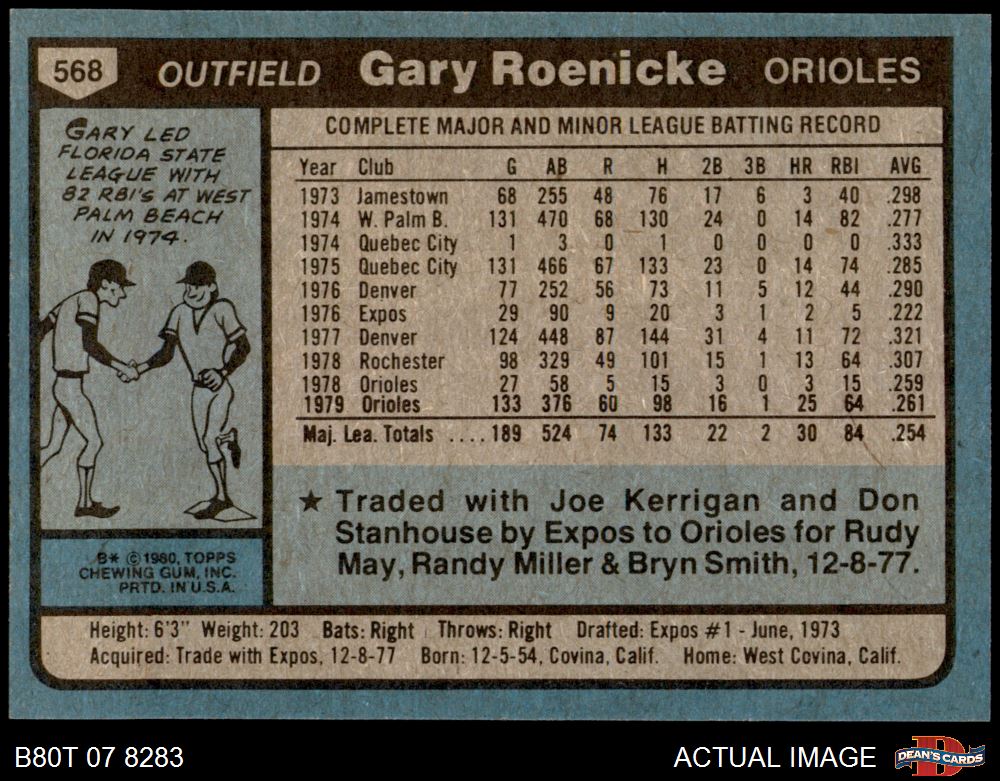 568 OUTFIELD Gary Roenicke ORIOLES
GARY LED
FLORIDA STATE
LEAGUE WITH
82 RBI'S AT WEST
PALM BEACH
IN 1974.
COMPLETE MAJOR AND MINOR LEAGUE BATTING RECORD
Year Club G AB R H 2B 3B HR RBI AVG
1973 Jamestown 68 255 48 76 17 6 3 40 .298
1974 W. Palm B. 131 470 68 130 24 0 14 82 .277
1974 Quebec City 1 3 0 1 0 0 0 0 .333
1975 Quebec City 131 466 67 133 23 0 14 74 .285
1976 Denver 77 252 56 73 11 5 12 44 .290
1976 Expos 29 90 9 20 3 1 2 5 .222
1977 Denver 124 448 87 144 31 4 11 72 .321
1978 Rochester 98 329 49 101 15 1 13 64 .307
1978 Orioles 27 58 5 15 3 0 3 15 .259
1979 Orioles 133 376 60 98 16 1 25 64 .261
Maj. Lea. Totals ....189 524 74 133 22 2 30 84 .254
★ Traded with Joe Kerrigan and Don
Stanhouse by Expos to Orioles for Rudy
May, Randy Miller & Bryn Smith, 12-8-77.
B* © 1980, TOPPS
CHEWING GUM, INC.
PRTD. IN U.S.A.
Height: 6'3" Weight: 203 Bats: Right Throws: Right Drafted: Expos #1 - June, 1973
Acquired: Trade with Expos, 12-8-77 Born: 12-5-54, Covina, Calif. Home: West Covina, Calif.
B80T 07 8283 ACTUAL IMAGE D DEAN'S CARDS